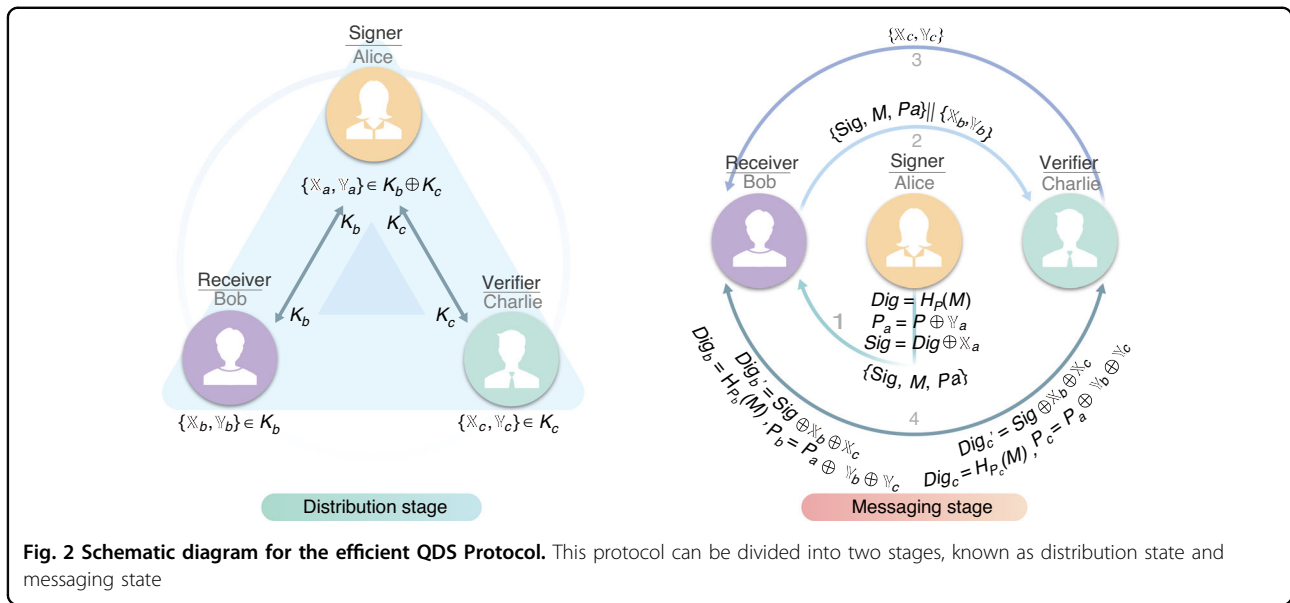 Signer
Alice
{𝕏a, 𝕐a} ∈ Kb ⊕ Kc
Kb
Kc
Receiver
Bob
Verifier
Charlie
Kb
Kc
{𝕏b, 𝕐b} ∈ Kb
{𝕏c, 𝕐c} ∈ Kc
Distribution stage
{𝕏c, 𝕐c}
3
{Sig, M, Pa}||{𝕏b,𝕐b}
2
Receiver
Bob
Signer
Alice
Verifier
Charlie
1
Dig = HP(M)
Pa = P ⊕ 𝕐a
Sig = Dig ⊕ 𝕏a
{Sig, M, Pa}
4
Digb' = Sig ⊕ 𝕏b ⊕ 𝕏c
Digb = HPb(M), Pb = Pa ⊕ 𝕐b ⊕ 𝕐c
Digc' = Sig ⊕ 𝕏b ⊕ 𝕏c
Digc = HPc(M), Pc = Pa ⊕ 𝕐b ⊕ 𝕐c
Messaging stage
Fig. 2 Schematic diagram for the efficient QDS Protocol. This protocol can be divided into two stages, known as distribution state and
messaging state